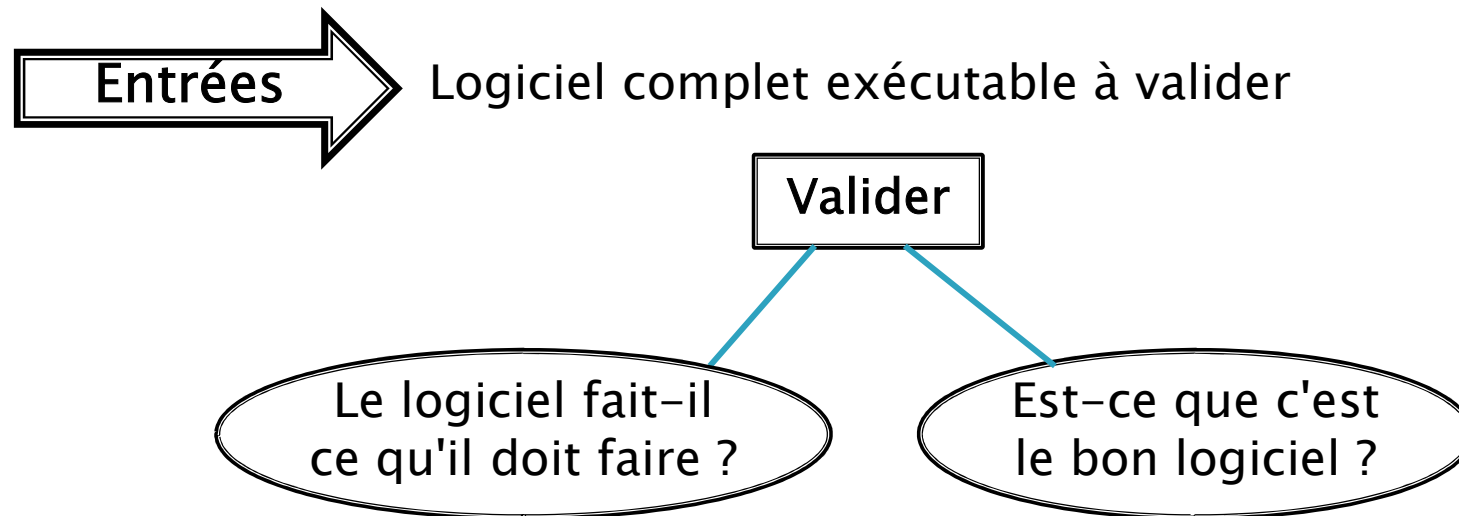 Entrées
Logiciel complet exécutable à valider
Valider
Le logiciel fait-il
ce qu'il doit faire ?
Est-ce que c'est
le bon logiciel ?